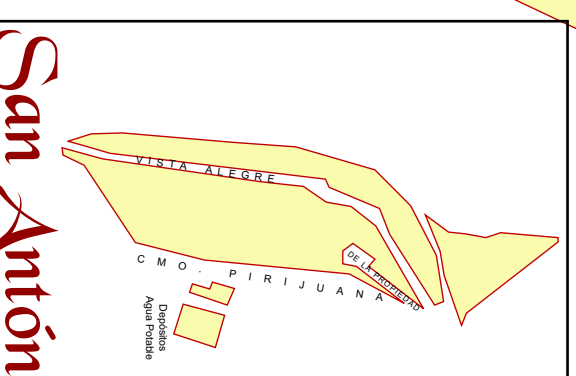 San Antón
VISTA ALEGRE
DE LA PROPIEDAD
CMO. PIRIJUANA
Depósitos
Agua Potable